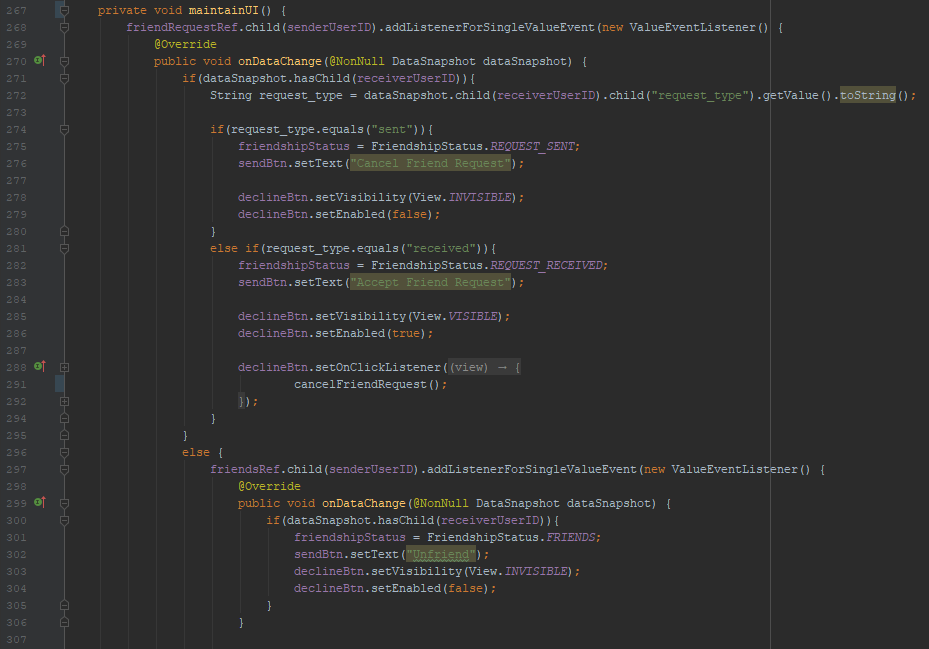 267 private void maintainUI() {
268 friendRequestRef.child(senderUserID).addListenerForSingleValueEvent(new ValueEventListener() {
269 @Override
270 public void onDataChange(@NonNull DataSnapshot dataSnapshot) {
271 if(dataSnapshot.hasChild(receiverUserID)){
272 String request_type = dataSnapshot.child(receiverUserID).child("request_type").getValue().toString();
273
274 if(request_type.equals("sent")){
275 friendshipStatus = FriendshipStatus.REQUEST_SENT;
276 sendBtn.setText("Cancel Friend Request");
277
278 declineBtn.setVisibility(View.INVISIBLE);
279 declineBtn.setEnabled(false);
280 }
281 else if(request_type.equals("received")){
282 friendshipStatus = FriendshipStatus.REQUEST_RECEIVED;
283 sendBtn.setText("Accept Friend Request");
284
285 declineBtn.setVisibility(View.VISIBLE);
286 declineBtn.setEnabled(true);
287
288 declineBtn.setOnClickListener((view) → {
291 cancelFriendRequest();
292 });
294 }
295 }
296 else {
297 friendsRef.child(senderUserID).addListenerForSingleValueEvent(new ValueEventListener() {
298 @Override
299 public void onDataChange(@NonNull DataSnapshot dataSnapshot) {
300 if(dataSnapshot.hasChild(receiverUserID)){
301 friendshipStatus = FriendshipStatus.FRIENDS;
302 sendBtn.setText("Unfriend");
303 declineBtn.setVisibility(View.INVISIBLE);
304 declineBtn.setEnabled(false);
305 }
306 }
307